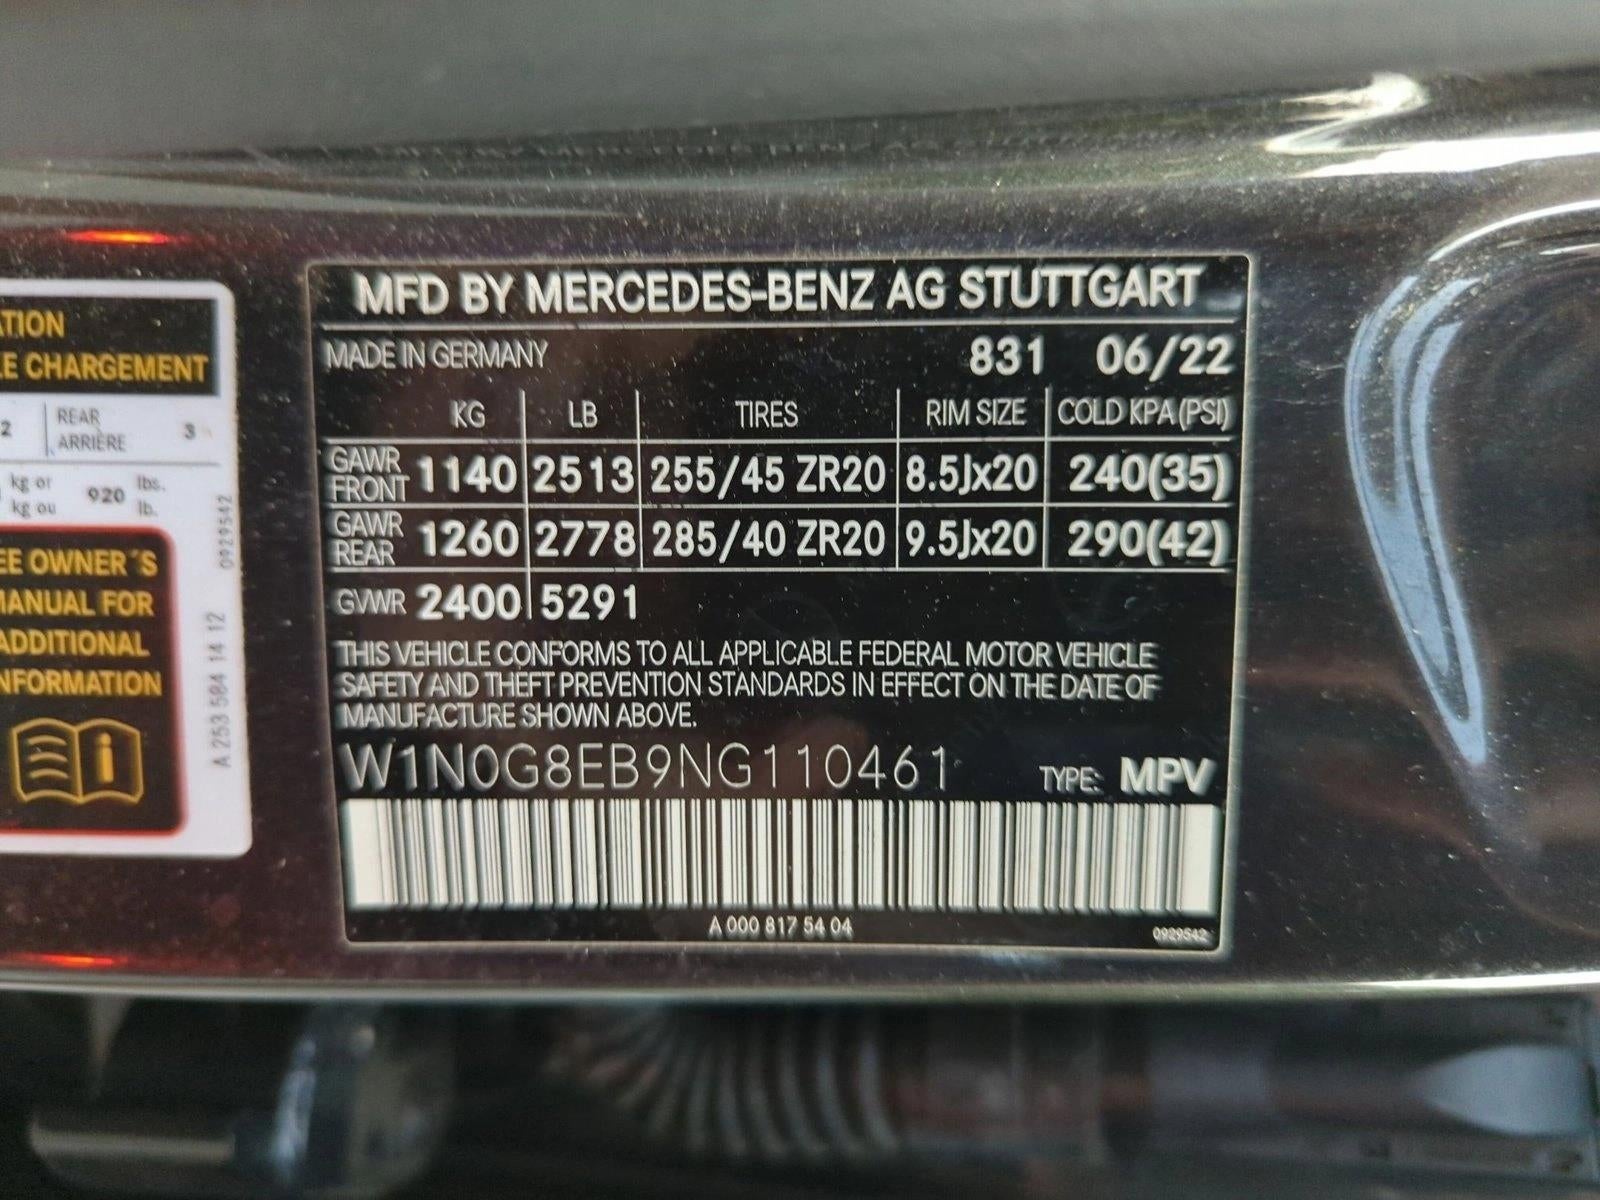 ATION
LE CHARGEMENT
2 REAR 3
ARRIÈRE
kg or 920 lbs.
kg ou lb.
EE OWNER´S
MANUAL FOR
ADDITIONAL
INFORMATION
0929542
A 253 584 14 12
MFD BY MERCEDES-BENZ AG STUTTGART
MADE IN GERMANY 831 06/22
KG LB TIRES RIM SIZE COLD KPA (PSI)
GAWR FRONT 1140 2513 255/45 ZR20 8.5Jx20 240(35)
GAWR REAR 1260 2778 285/40 ZR20 9.5Jx20 290(42)
GVWR 2400 5291
THIS VEHICLE CONFORMS TO ALL APPLICABLE FEDERAL MOTOR VEHICLE
SAFETY AND THEFT PREVENTION STANDARDS IN EFFECT ON THE DATE OF
MANUFACTURE SHOWN ABOVE.
W1N0G8EB9NG110461 TYPE: MPV
A 000 817 54 04 0929542